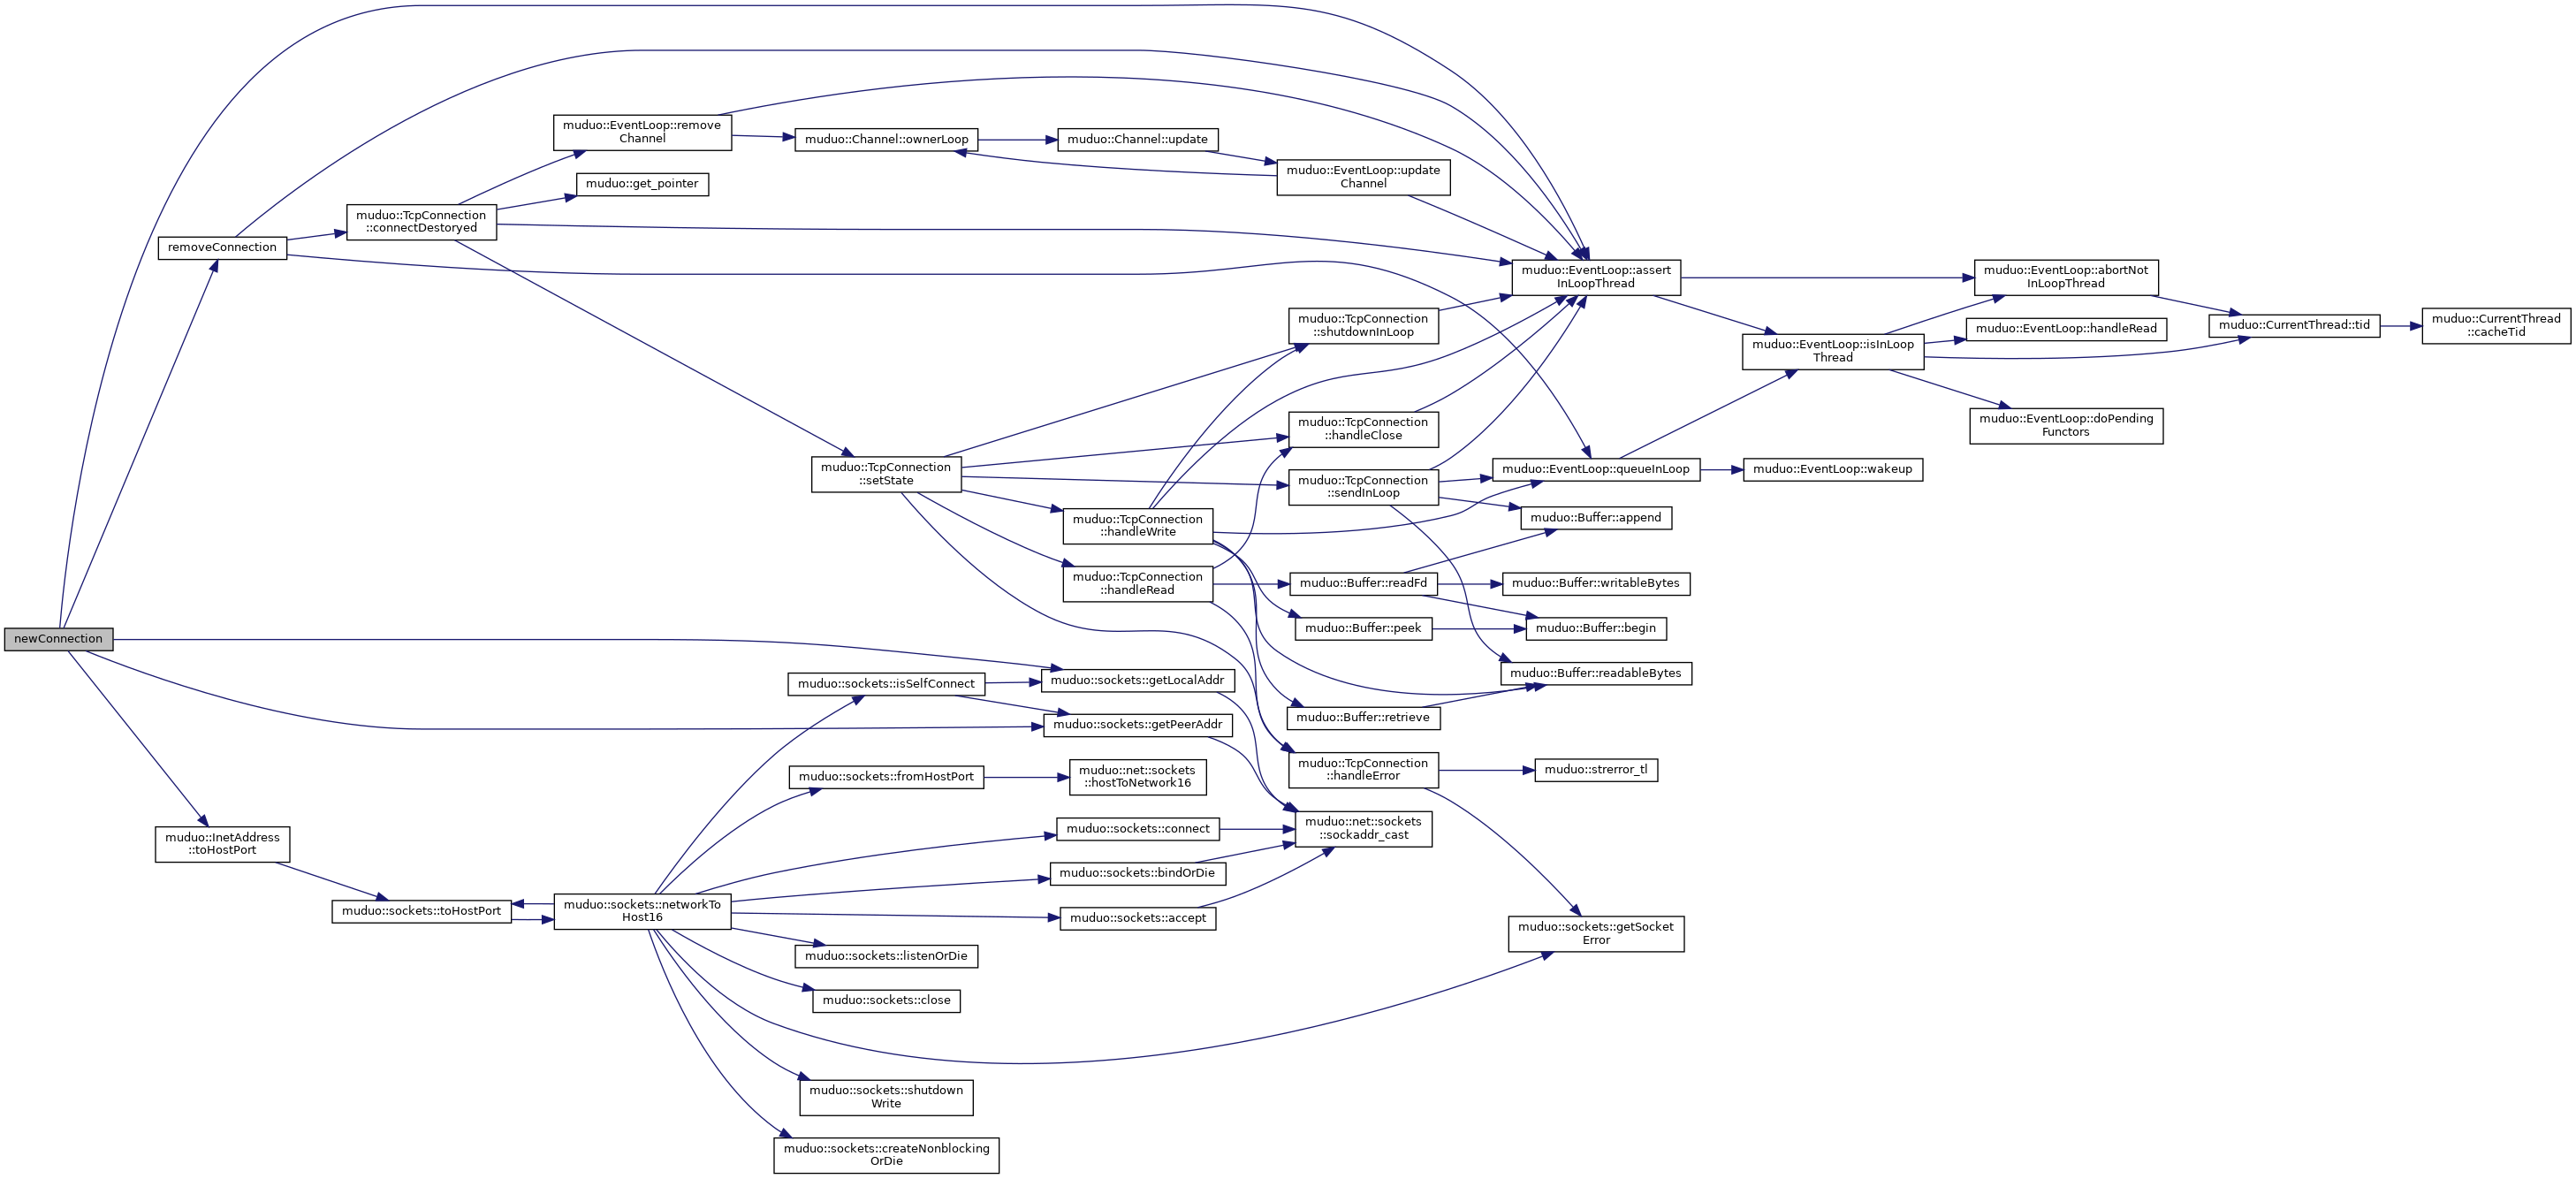 newConnection
removeConnection
muduo::InetAddress
::toHostPort
muduo::TcpConnection
::connectDestoryed
muduo::sockets::toHostPort
muduo::EventLoop::remove
Channel
muduo::get_pointer
muduo::sockets::networkTo
Host16
muduo::Channel::ownerLoop
muduo::TcpConnection
::setState
muduo::sockets::isSelfConnect
muduo::sockets::fromHostPort
muduo::sockets::listenOrDie
muduo::sockets::close
muduo::sockets::shutdown
Write
muduo::sockets::createNonblocking
OrDie
muduo::Channel::update
muduo::TcpConnection
::handleWrite
muduo::TcpConnection
::handleRead
muduo::sockets::getLocalAddr
muduo::sockets::getPeerAddr
muduo::net::sockets
::hostToNetwork16
muduo::sockets::connect
muduo::sockets::bindOrDie
muduo::sockets::accept
muduo::EventLoop::update
Channel
muduo::TcpConnection
::shutdownInLoop
muduo::TcpConnection
::handleClose
muduo::TcpConnection
::sendInLoop
muduo::Buffer::readFd
muduo::Buffer::peek
muduo::Buffer::retrieve
muduo::TcpConnection
::handleError
muduo::net::sockets
::sockaddr_cast
muduo::EventLoop::assert
InLoopThread
muduo::EventLoop::queueInLoop
muduo::Buffer::append
muduo::Buffer::writableBytes
muduo::Buffer::begin
muduo::Buffer::readableBytes
muduo::strerror_tl
muduo::sockets::getSocket
Error
muduo::EventLoop::isInLoop
Thread
muduo::EventLoop::wakeup
muduo::EventLoop::abortNot
InLoopThread
muduo::EventLoop::handleRead
muduo::EventLoop::doPending
Functors
muduo::CurrentThread::tid
muduo::CurrentThread
::cacheTid